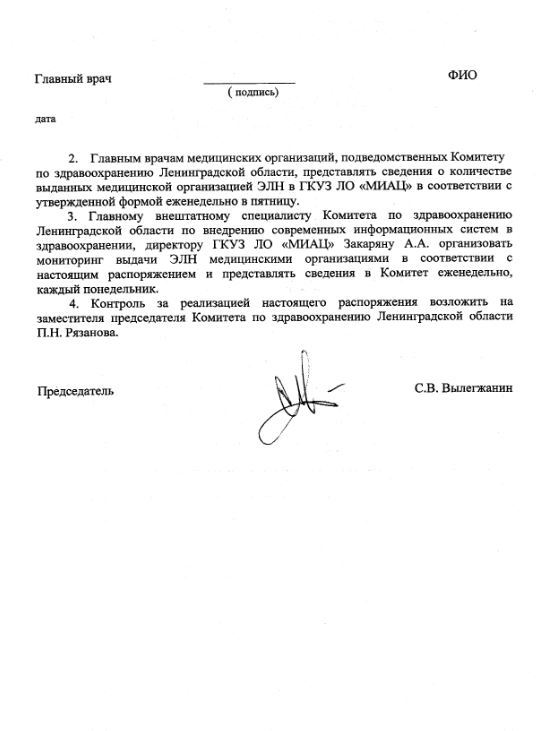 Главный врач ____________ ФИО
( подпись)
дата
2. Главным врачам медицинских организаций, подведомственных Комитету
по здравоохранению Ленинградской области, представлять сведения о количестве
выданных медицинской организацией ЭЛН в ГКУЗ ЛО «МИАЦ» в соответствии с
утвержденной формой еженедельно в пятницу.
3. Главному внештатному специалисту Комитета по здравоохранению
Ленинградской области по внедрению современных информационных систем в
здравоохранении, директору ГКУЗ ЛО «МИАЦ» Закаряну А.А. организовать
мониторинг выдачи ЭЛН медицинскими организациями в соответствии с
настоящим распоряжением и представлять сведения в Комитет еженедельно,
каждый понедельник.
4. Контроль за реализацией настоящего распоряжения возложить на
заместителя председателя Комитета по здравоохранению Ленинградской области
П.Н. Рязанова.
Председатель С.В. Вылегжанин